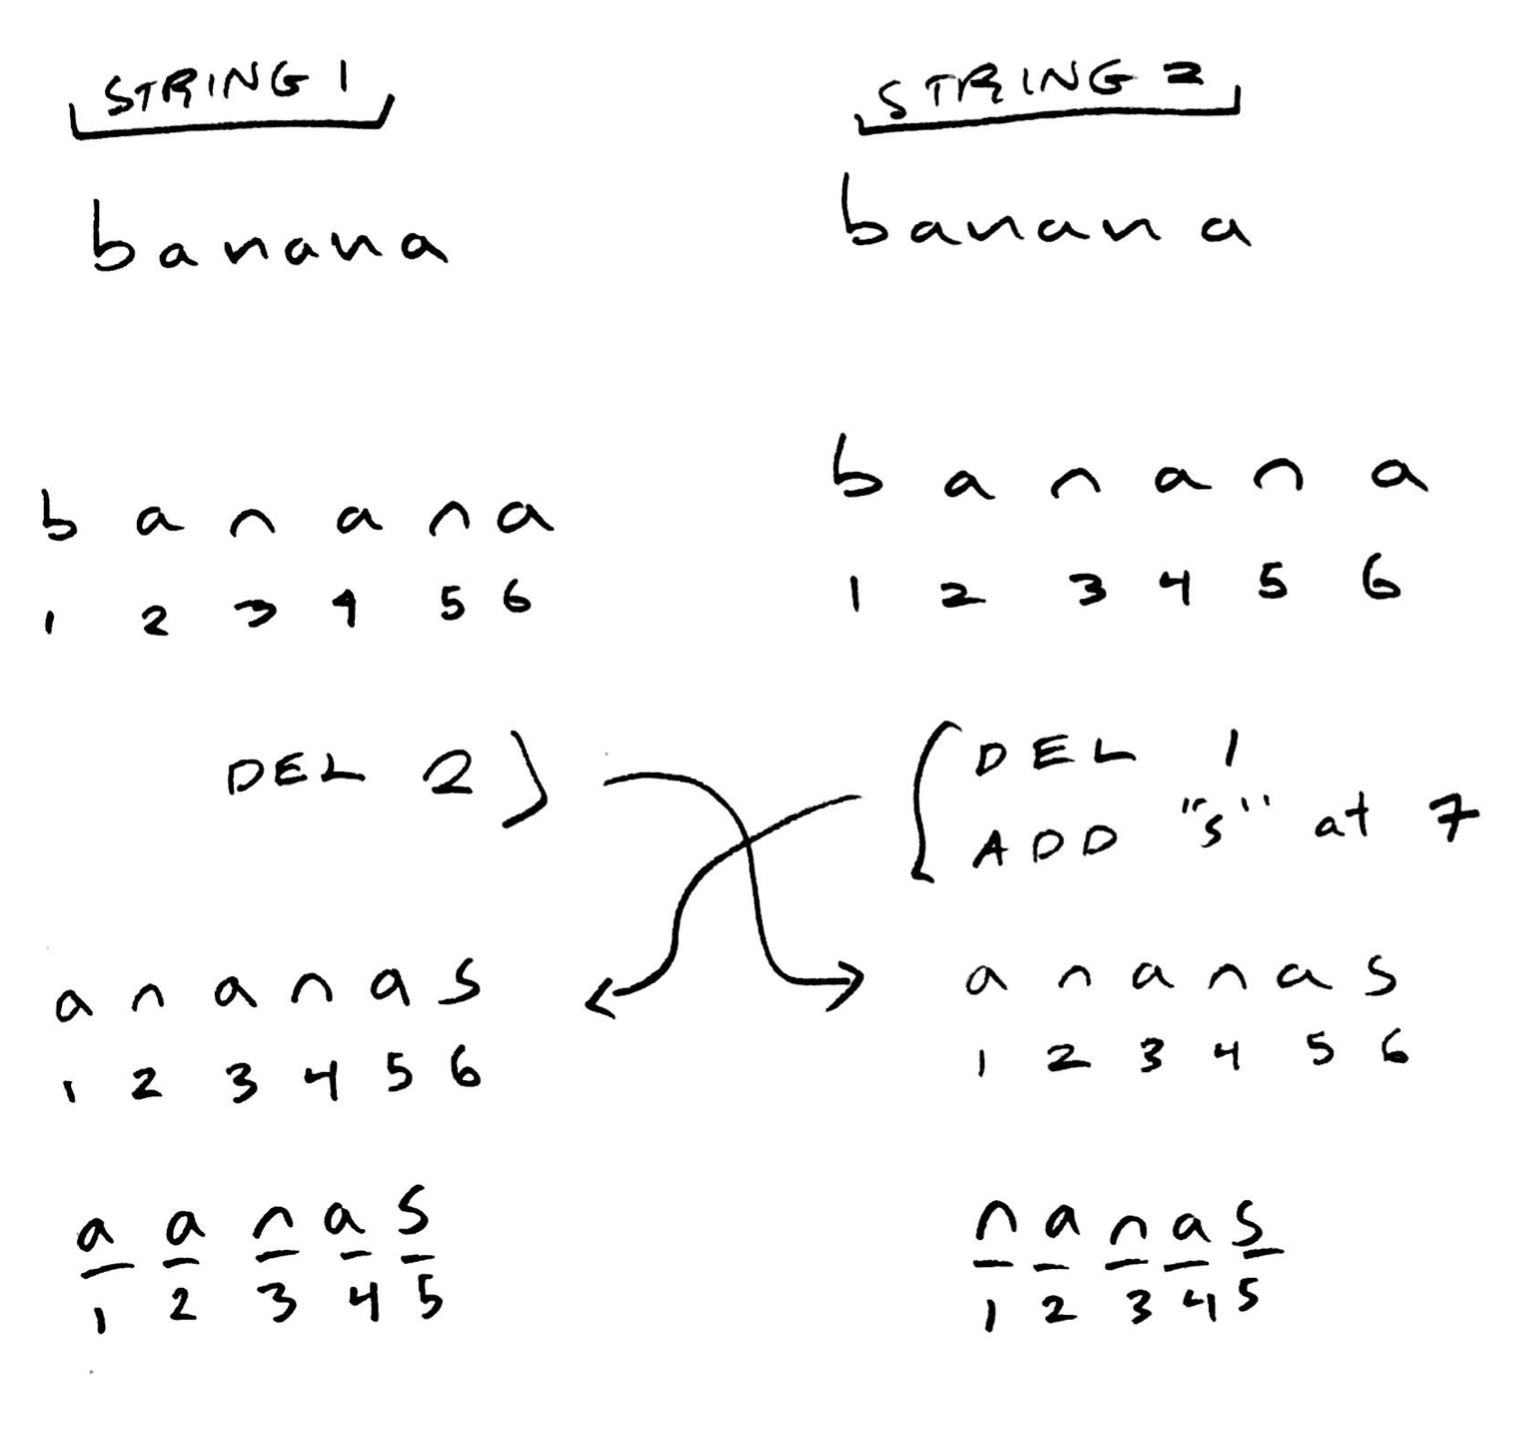 STRING 1
STRING 2
banana
banana
b a n a n a
b a n a n a
1 2 3 4 5 6
1 2 3 4 5 6
DEL 2
DEL 1
ADD "s" at 7
a n a n a s
a n a n a s
1 2 3 4 5 6
1 2 3 4 5 6
a a n a s
n a n a s
1 2 3 4 5
1 2 3 4 5